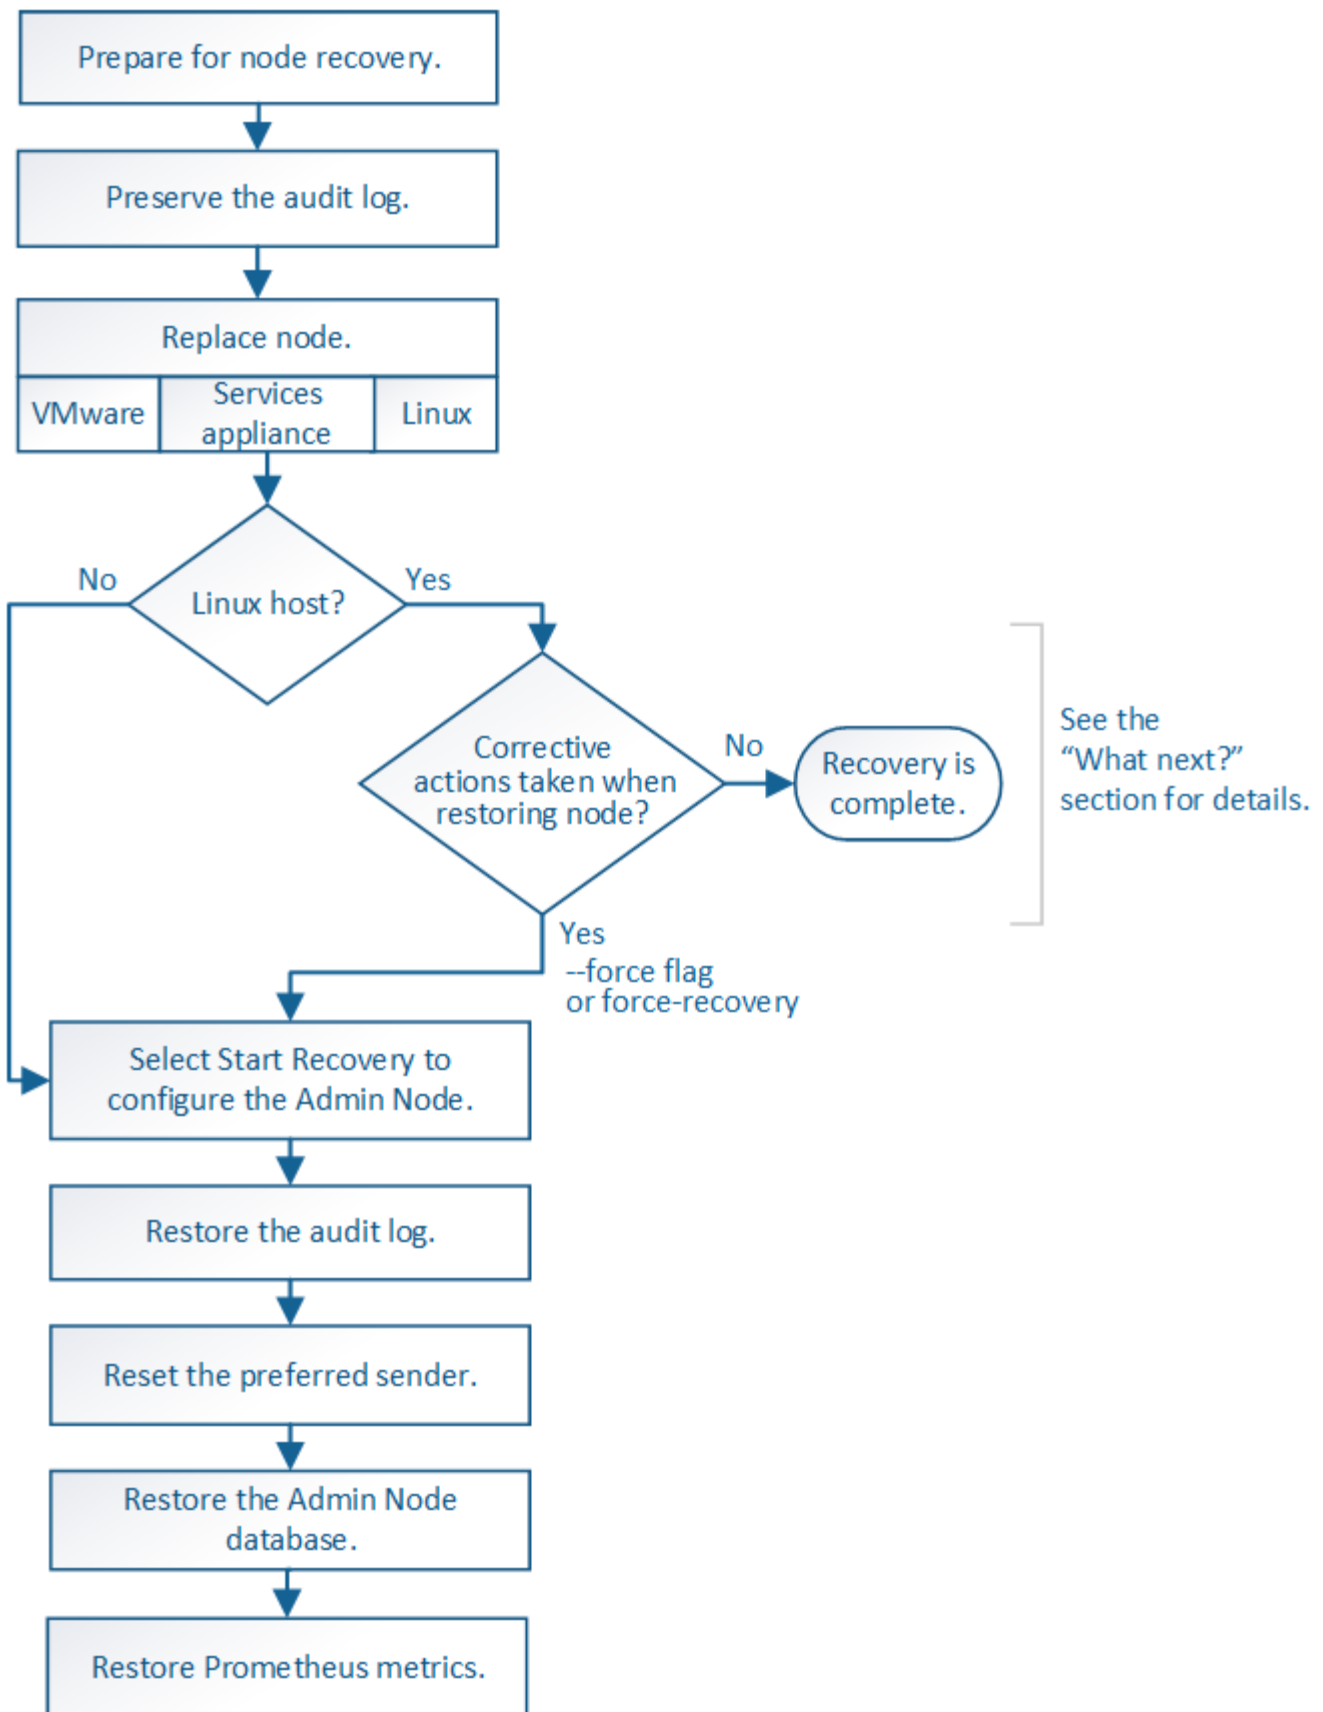 Prepare for node recovery.
Preserve the audit log.
Replace node.
VMware
Services
appliance
Linux
No
Yes
Linux host?
Corrective
actions taken when
restoring node?
No
Recovery is
complete.
See the
“What next?”
section for details.
Yes
--force flag
or force-recovery
Select Start Recovery to
configure the Admin Node.
Restore the audit log.
Reset the preferred sender.
Restore the Admin Node
database.
Restore Prometheus metrics.